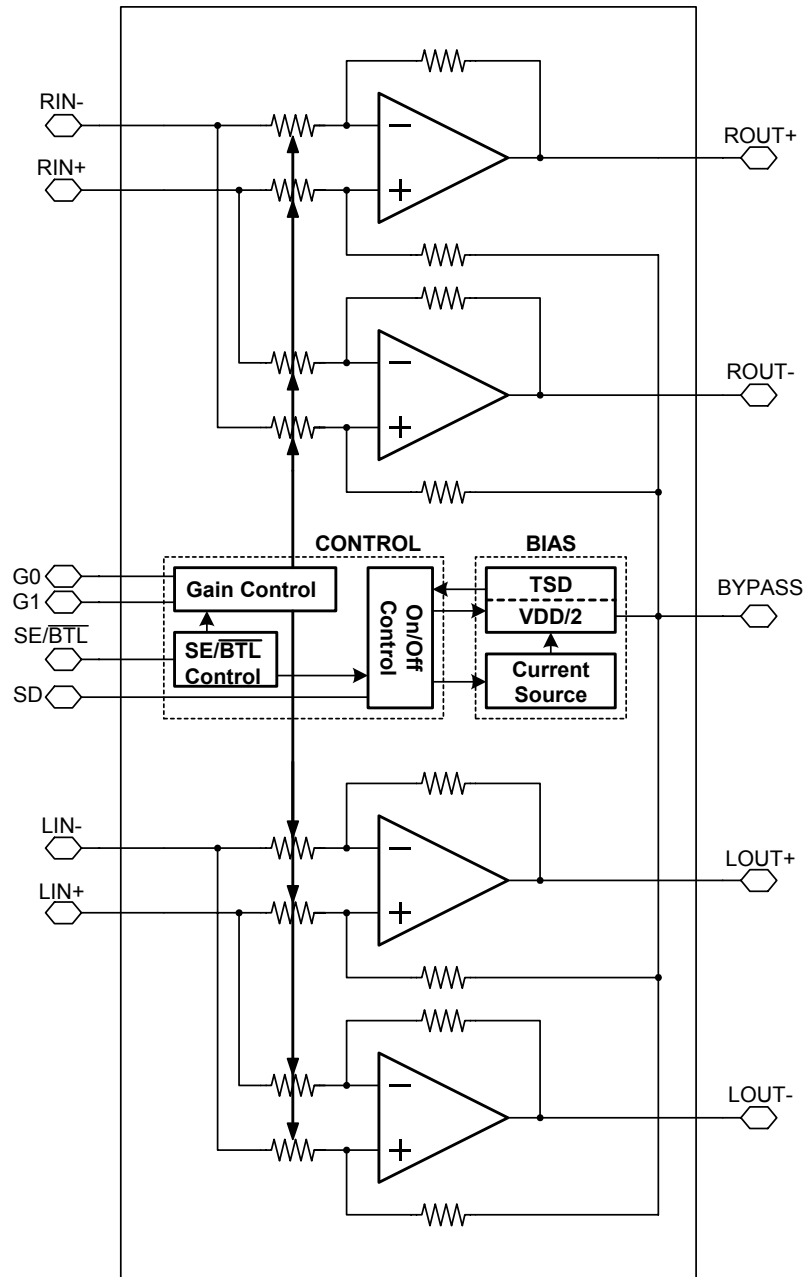 RIN-
ROUT+
RIN+
ROUT-
CONTROL
BIAS
G0
G1
Gain Control
TSD
VDD/2
BYPASS
SE/BTL
SE/BTL
Control
On/Off
Control
Current
Source
SD
LIN-
LOUT+
LIN+
LOUT-